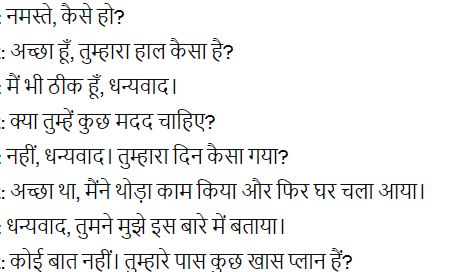 : नमस्ते, कैसे हो?
: अच्छा हूँ, तुम्हारा हाल कैसा है?
: मैं भी ठीक हूँ, धन्यवाद।
: क्या तुम्हें कुछ मदद चाहिए?
: नहीं, धन्यवाद। तुम्हारा दिन कैसा गया?
: अच्छा था, मैंने थोड़ा काम किया और फिर घर चला आया।
: धन्यवाद, तुमने मुझे इस बारे में बताया।
: कोई बात नहीं। तुम्हारे पास कुछ खास प्लान हैं?